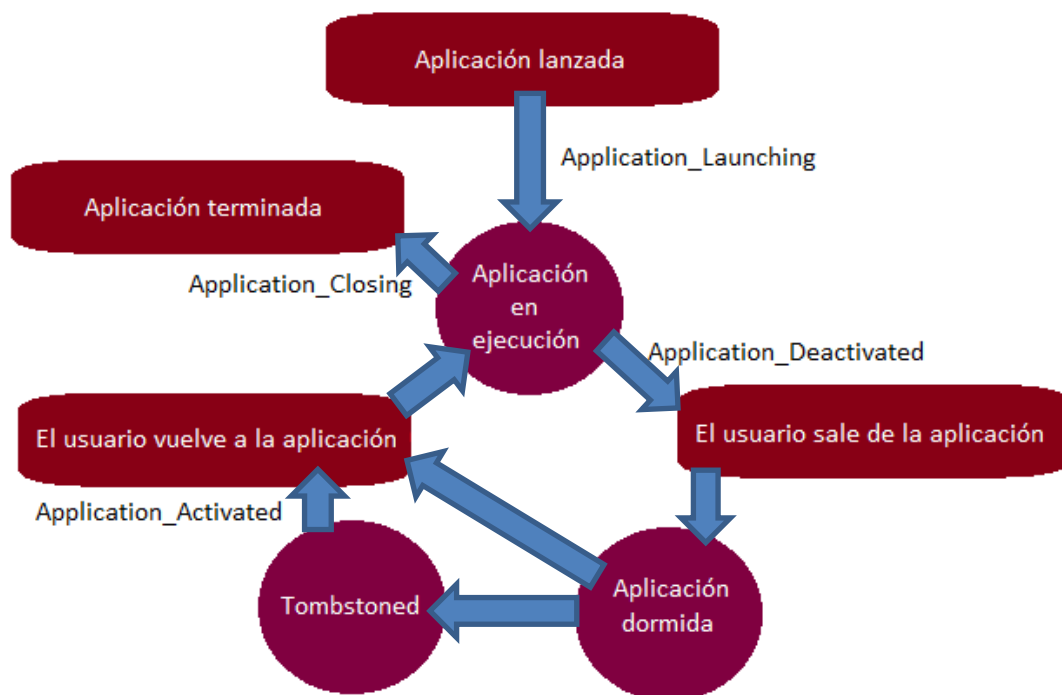 Aplicación lanzada
Application_Launching
Aplicación terminada
Application_Closing
Aplicación
en
ejecución
Application_Deactivated
El usuario vuelve a la aplicación
El usuario sale de la aplicación
Application_Activated
Tombstoned
Aplicación
dormida